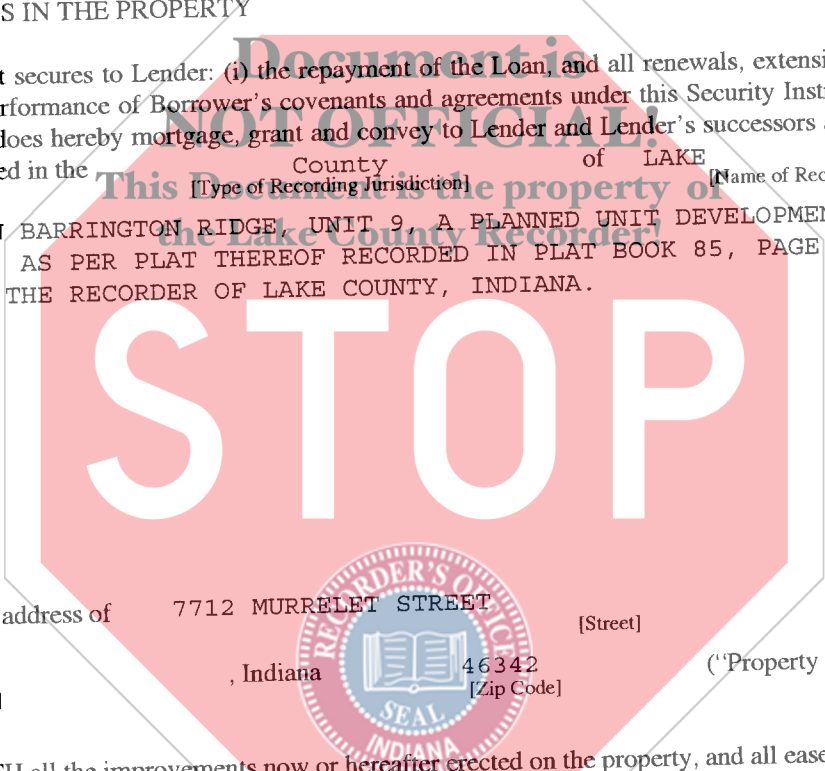 S IN THE PROPERTY
Document is
t secures to Lender: (i) the repayment of the Loan, and all renewals, extensi
rformance of Borrower's covenants and agreements under this Security Inst
NOT OFFICIAL!
does hereby mortgage, grant and convey to Lender and Lender's successors
ed in the County of LAKE
This Document is the property of
[Type of Recording Jurisdiction] [Name of Rec
BARRINGTON RIDGE, UNIT 9, A PLANNED UNIT DEVELOPMEN
the Lake County Recorder!
AS PER PLAT THEREOF RECORDED IN PLAT BOOK 85, PAGE
THE RECORDER OF LAKE COUNTY, INDIANA.
STOP
address of 7712 MURRELET STREET
[Street]
RECORDER'S OFFICE
, Indiana 46342 ("Property
[Zip Code]
SEAL
INDIANA
all the improvements now or hereafter erected on the property, and all ease